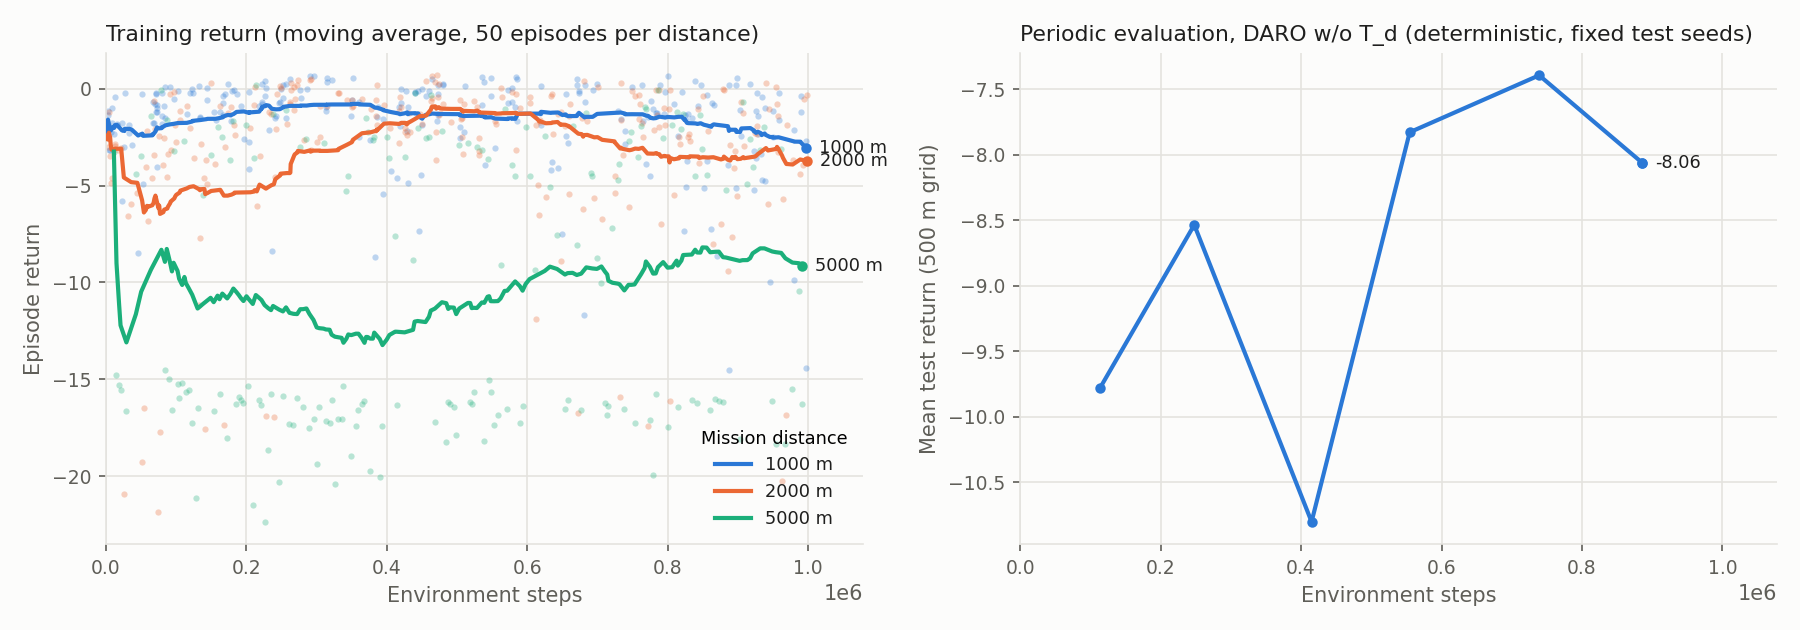 Training return (moving average, 50 episodes per distance)
Episode return
0
−5
−10
−15
−20
1000 m
2000 m
5000 m
Mission distance
1000 m
2000 m
5000 m
0.0
0.2
0.4
0.6
0.8
1.0
1e6
Environment steps
Periodic evaluation, DARO w/o T_d (deterministic, fixed test seeds)
Mean test return (500 m grid)
−7.5
−8.0
−8.5
−9.0
−9.5
−10.0
−10.5
-8.06
0.0
0.2
0.4
0.6
0.8
1.0
1e6
Environment steps